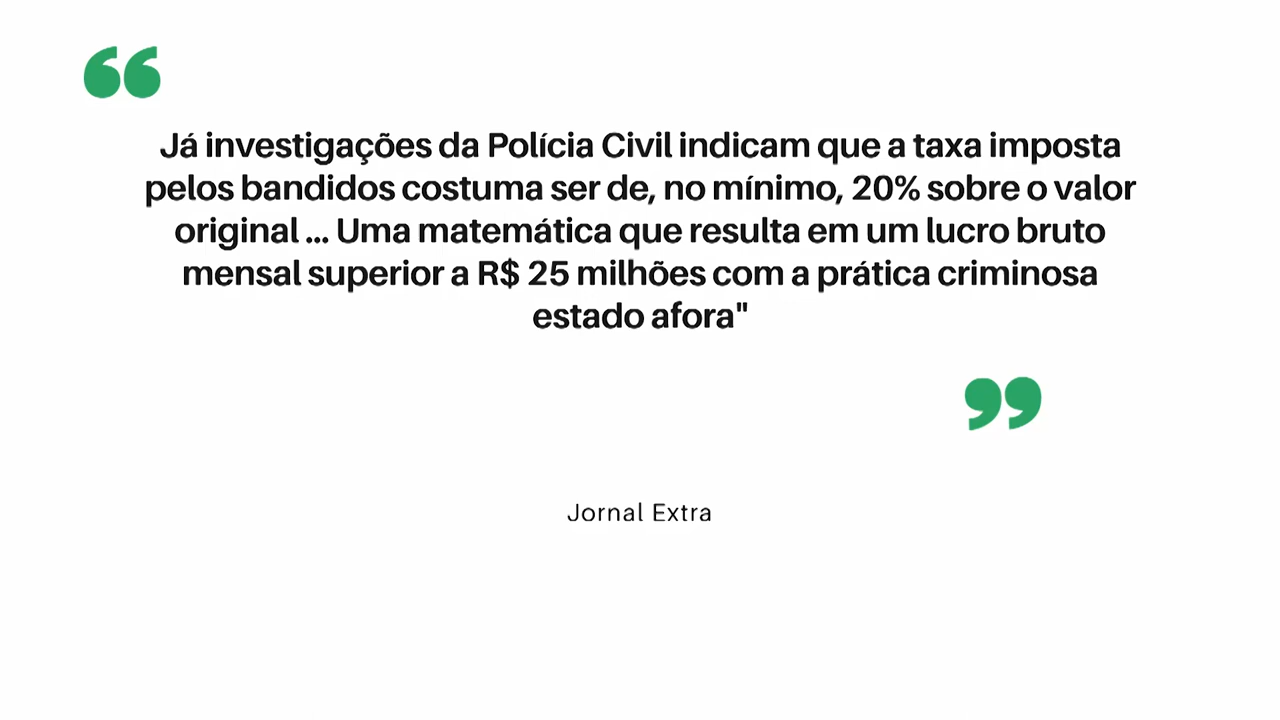 “
Já investigações da Polícia Civil indicam que a taxa imposta
pelos bandidos costuma ser de, no mínimo, 20% sobre o valor
original ... Uma matemática que resulta em um lucro bruto
mensal superior a R$ 25 milhões com a prática criminosa
estado afora"
”
Jornal Extra